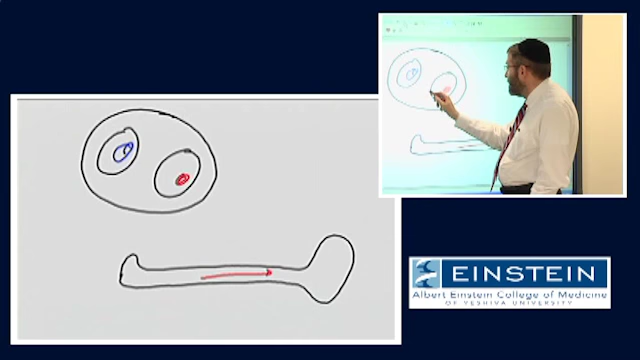 EINSTEIN
Albert Einstein College of Medicine
OF YESHIVA UNIVERSITY